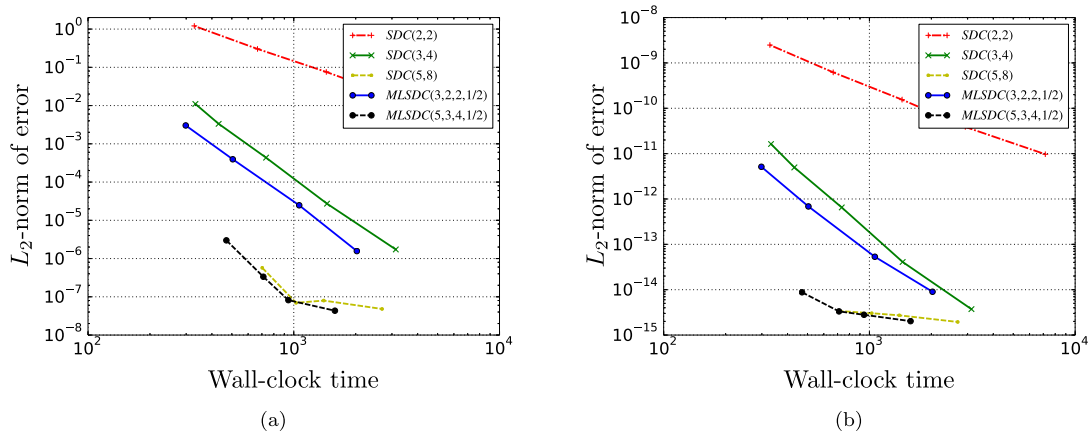 10^0
10^-1
10^-2
10^-3
10^-4
10^-5
10^-6
10^-7
10^-8
L2-norm of error
10^2
10^3
10^4
Wall-clock time
SDC(2,2)
SDC(3,4)
SDC(5,8)
MLSDC(3,2,2,1/2)
MLSDC(5,3,4,1/2)
(a)
10^-8
10^-9
10^-10
10^-11
10^-12
10^-13
10^-14
10^-15
L2-norm of error
10^2
10^3
10^4
Wall-clock time
SDC(2,2)
SDC(3,4)
SDC(5,8)
MLSDC(3,2,2,1/2)
MLSDC(5,3,4,1/2)
(b)